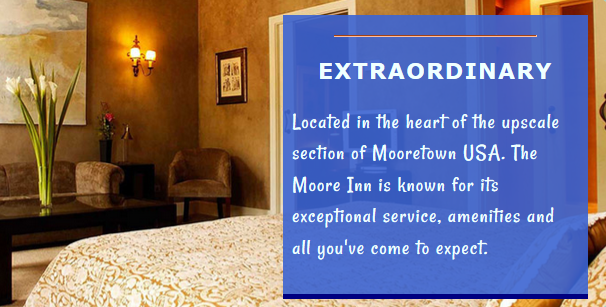 EXTRAORDINARY
Located in the heart of the upscale
section of Mooretown USA. The
Moore Inn is known for its
exceptional service, amenities and
all you've come to expect.